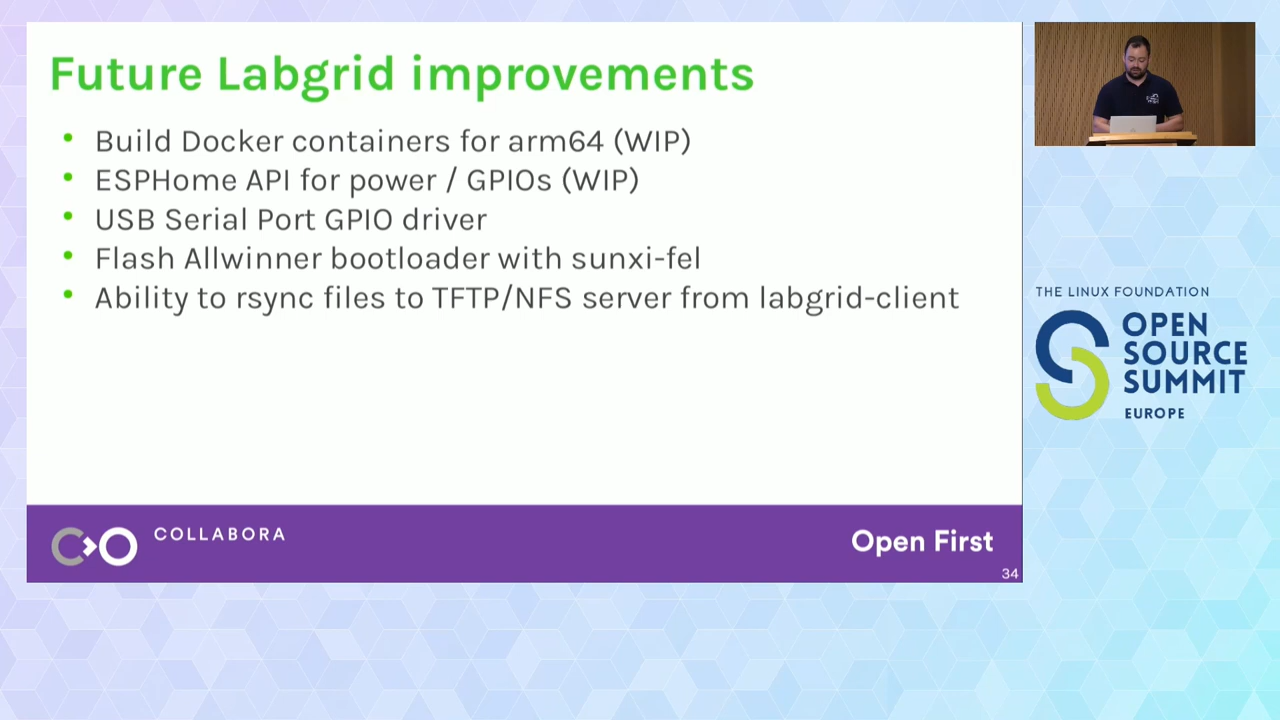 Future Labgrid improvements
• Build Docker containers for arm64 (WIP)
• ESPHome API for power / GPIOs (WIP)
• USB Serial Port GPIO driver
• Flash Allwinner bootloader with sunxi-fel
• Ability to rsync files to TFTP/NFS server from labgrid-client
COLLABORA
Open First
34
THE LINUX FOUNDATION
OPEN
SOURCE
SUMMIT
EUROPE